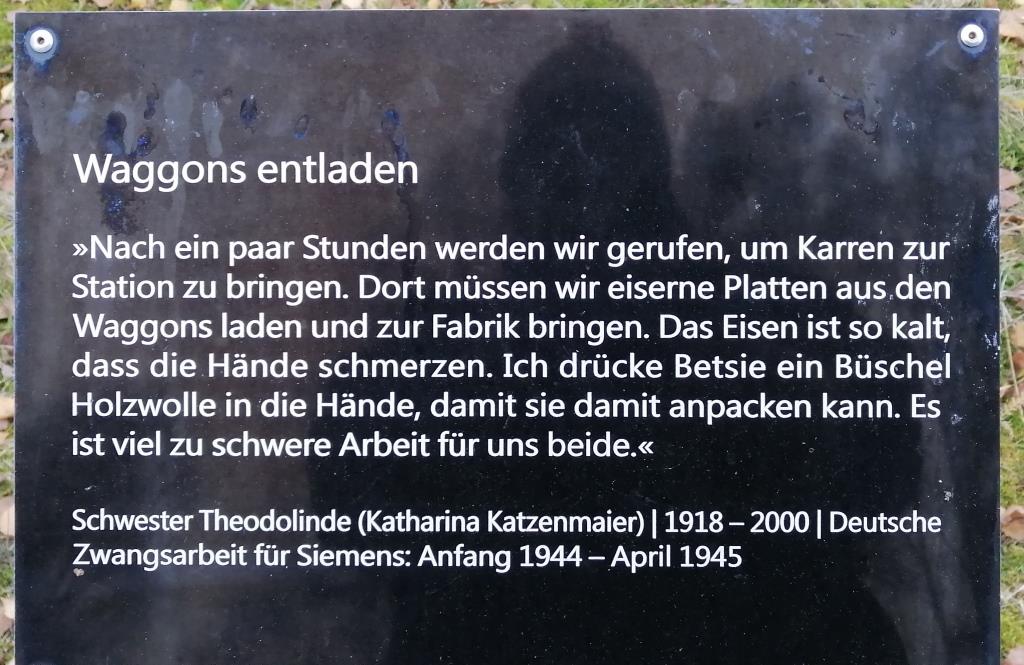 Waggons entladen
»Nach ein paar Stunden werden wir gerufen, um Karren zur
Station zu bringen. Dort müssen wir eiserne Platten aus den
Waggons laden und zur Fabrik bringen. Das Eisen ist so kalt,
dass die Hände schmerzen. Ich drücke Betsie ein Büschel
Holzwolle in die Hände, damit sie damit anpacken kann. Es
ist viel zu schwere Arbeit für uns beide.«
Schwester Theodolinde (Katharina Katzenmaier) | 1918 – 2000 | Deutsche
Zwangsarbeit für Siemens: Anfang 1944 – April 1945